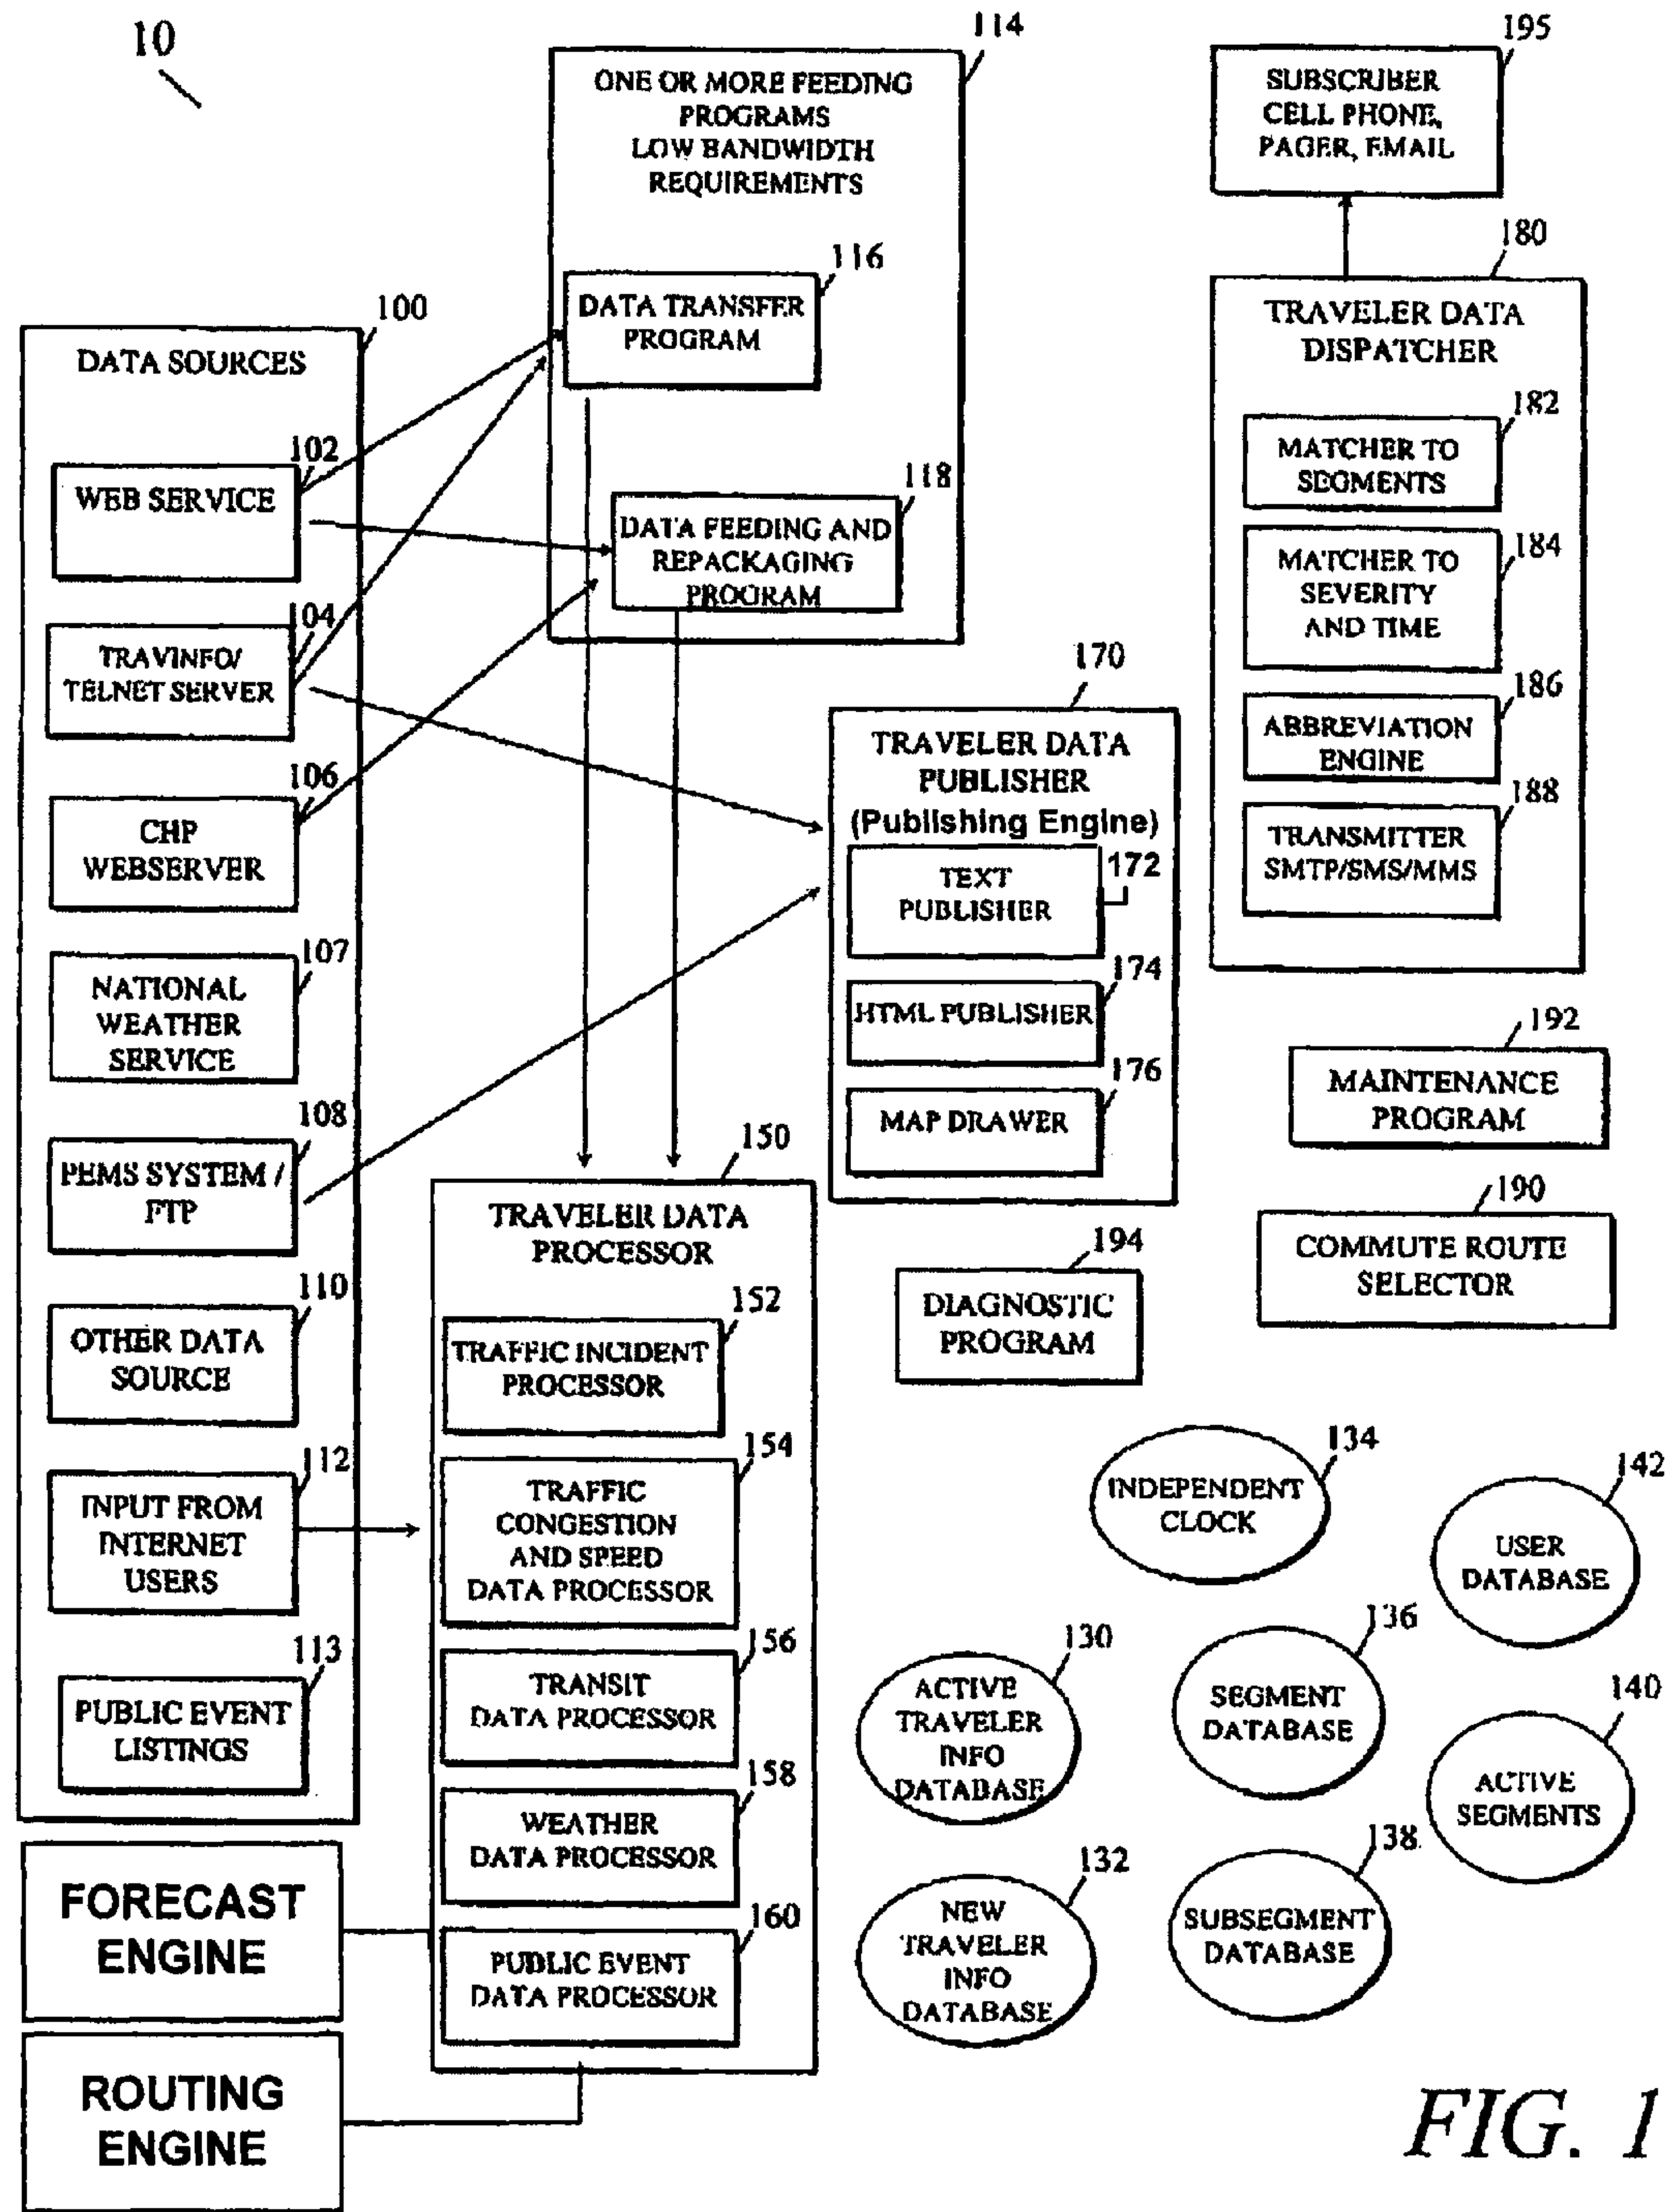 10
114
ONE OR MORE FEEDING
PROGRAMS
LOW BANDWIDTH
REQUIREMENTS
116
DATA TRANSFER
PROGRAM
118
DATA FEEDING AND
REPACKAGING
PROGRAM
195
SUBSCRIBER
CELL PHONE,
PAGER, EMAIL
180
TRAVELER DATA
DISPATCHER
182
MATCHER TO
SEGMENTS
184
MATCHER TO
SEVERITY
AND TIME
186
ABBREVIATION
ENGINE
188
TRANSMITTER
SMTP/SMS/MMS
100
DATA SOURCES
102
WEB SERVICE
104
TRAVINFO/
TELNET SERVER
106
CHP
WEBSERVER
107
NATIONAL
WEATHER
SERVICE
108
PEMS SYSTEM /
FTP
110
OTHER DATA
SOURCE
112
INPUT FROM
INTERNET
USERS
113
PUBLIC EVENT
LISTINGS
170
TRAVELER DATA
PUBLISHER
(Publishing Engine)
TEXT
PUBLISHER
172
174
HTML PUBLISHER
176
MAP DRAWER
192
MAINTENANCE
PROGRAM
190
COMMUTE ROUTE
SELECTOR
194
DIAGNOSTIC
PROGRAM
150
TRAVELER DATA
PROCESSOR
152
TRAFFIC INCIDENT
PROCESSOR
154
TRAFFIC
CONGESTION
AND SPEED
DATA PROCESSOR
156
TRANSIT
DATA PROCESSOR
158
WEATHER
DATA PROCESSOR
160
PUBLIC EVENT
DATA PROCESSOR
134
INDEPENDENT
CLOCK
142
USER
DATABASE
130
ACTIVE
TRAVELER
INFO
DATABASE
136
SEGMENT
DATABASE
140
ACTIVE
SEGMENTS
132
NEW
TRAVELER
INFO
DATABASE
138
SUBSEGMENT
DATABASE
FORECAST
ENGINE
ROUTING
ENGINE
FIG. 1